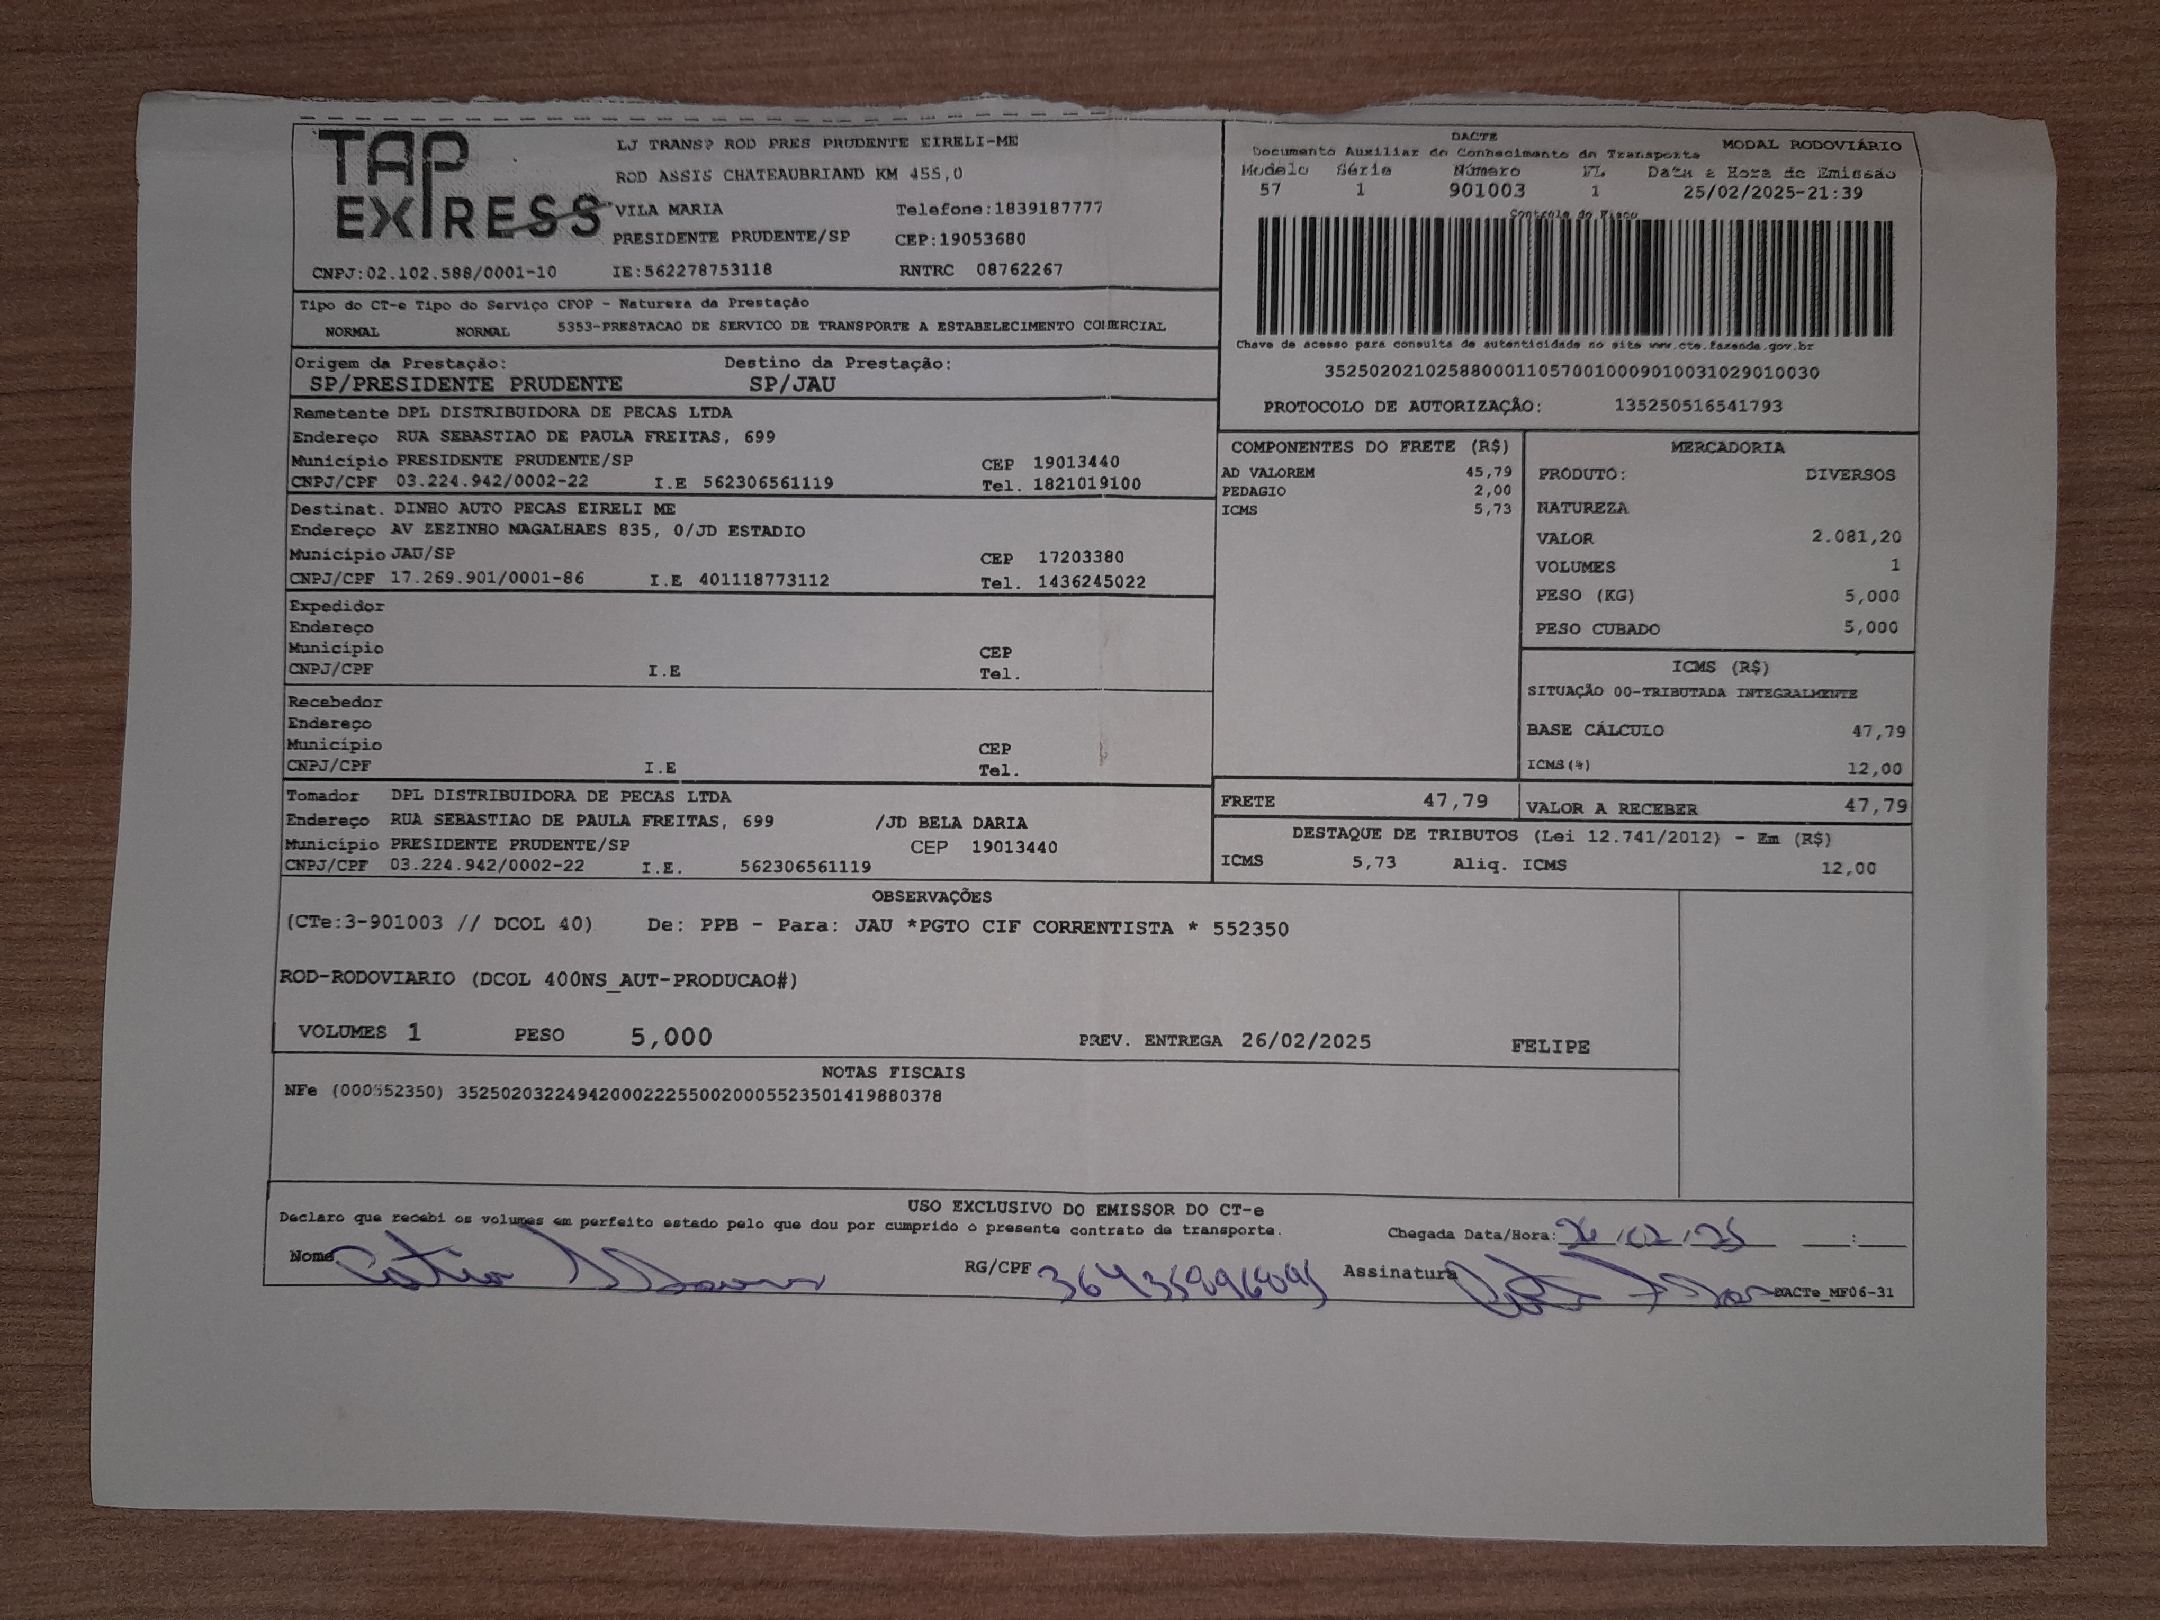 TAP EXPRESS
LJ TRANSP ROD PRES PRUDENTE EIRELI-ME
ROD ASSIS CHATEAUBRIAND KM 455,0
VILA MARIA Telefone:1839187777
PRESIDENTE PRUDENTE/SP CEP:19053680
CNPJ:02.102.588/0001-10 IE:562278753118 RNTRC 08762267
DACTE
Documento Auxiliar do Conhecimento de Transporte MODAL RODOVIÁRIO
Modelo Série Número FL Data e Hora de Emissão
57 1 901003 1 25/02/2025-21:39
Controle do Fisco
Chave de acesso para consulta de autenticidade no site www.cte.fazenda.gov.br
35250202102588000110570010009010031029010030
PROTOCOLO DE AUTORIZAÇÃO: 135250516541793
Tipo do CT-e Tipo do Serviço CFOP - Natureza da Prestação
NORMAL NORMAL 5353-PRESTACAO DE SERVICO DE TRANSPORTE A ESTABELECIMENTO COMERCIAL
Origem da Prestação: Destino da Prestação:
SP/PRESIDENTE PRUDENTE SP/JAU
Remetente DPL DISTRIBUIDORA DE PECAS LTDA
Endereço RUA SEBASTIAO DE PAULA FREITAS, 699
Município PRESIDENTE PRUDENTE/SP CEP 19013440
CNPJ/CPF 03.224.942/0002-22 I.E 562306561119 Tel. 1821019100
Destinat. DINHO AUTO PECAS EIRELI ME
Endereço AV ZEZINHO MAGALHAES 835, 0/JD ESTADIO
Município JAU/SP CEP 17203380
CNPJ/CPF 17.269.901/0001-86 I.E 401118773112 Tel. 1436245022
Expedidor
Endereço
Município CEP
CNPJ/CPF I.E Tel.
Recebedor
Endereço
Município CEP
CNPJ/CPF I.E Tel.
Tomador DPL DISTRIBUIDORA DE PECAS LTDA
Endereço RUA SEBASTIAO DE PAULA FREITAS, 699 /JD BELA DARIA
Município PRESIDENTE PRUDENTE/SP CEP 19013440
CNPJ/CPF 03.224.942/0002-22 I.E. 562306561119
COMPONENTES DO FRETE (R$)
AD VALOREM 45,79
PEDAGIO 2,00
ICMS 5,73
MERCADORIA
PRODUTO: DIVERSOS
NATUREZA
VALOR 2.081,20
VOLUMES 1
PESO (KG) 5,000
PESO CUBADO 5,000
ICMS (R$)
SITUAÇÃO 00-TRIBUTADA INTEGRALMENTE
BASE CÁLCULO 47,79
ICMS(%) 12,00
FRETE 47,79 VALOR A RECEBER 47,79
DESTAQUE DE TRIBUTOS (Lei 12.741/2012) - Em (R$)
ICMS 5,73 Aliq. ICMS 12,00
OBSERVAÇÕES
(CTe:3-901003 // DCOL 40) De: PPB - Para: JAU *PGTO CIF CORRENTISTA * 552350
ROD-RODOVIARIO (DCOL 400NS_AUT-PRODUCAO#)
VOLUMES 1 PESO 5,000 PREV. ENTREGA 26/02/2025 FELIPE
NOTAS FISCAIS
NFe (000552350) 35250203224942000222550020005523501419880378
USO EXCLUSIVO DO EMISSOR DO CT-e
Declaro que recebi os volumes em perfeito estado pelo que dou por cumprido o presente contrato de transporte.
Chegada Data/Hora: 26/02/25 __:__
Nome RG/CPF Assinatura
DACTe_MF06-31